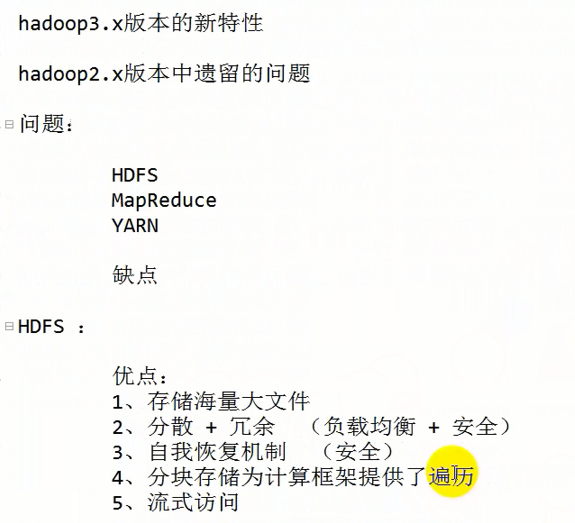 hadoop3.x版本的新特性
hadoop2.x版本中遗留的问题
问题：
HDFS
MapReduce
YARN
缺点
HDFS ：
优点：
1、存储海量大文件
2、分散 + 冗余 （负载均衡 + 安全）
3、自我恢复机制 （安全）
4、分块存储为计算框架提供了遍历
5、流式访问